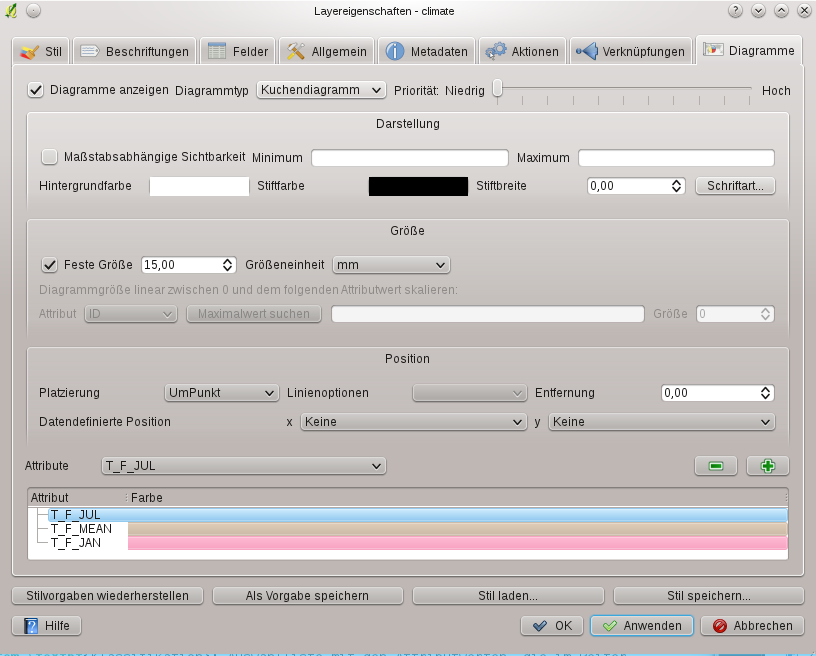 Layereigenschaften - climate
Stil Beschriftungen Felder Allgemein Metadaten Aktionen Verknüpfungen Diagramme
Diagramme anzeigen Diagrammtyp Kuchendiagramm Priorität: Niedrig Hoch
Darstellung
Maßstabsabhängige Sichtbarkeit Minimum Maximum
Hintergrundfarbe Stiftfarbe Stiftbreite 0,00 Schriftart...
Größe
Feste Größe 15,00 Größeneinheit mm
Diagrammgröße linear zwischen 0 und dem folgenden Attributwert skalieren:
Attribut ID Maximalwert suchen Größe 0
Position
Platzierung UmPunkt Linienoptionen Entfernung 0,00
Datendefinierte Position x Keine y Keine
Attribute T_F_JUL
Attribut Farbe
T_F_JUL
T_F_MEAN
T_F_JAN
Stilvorgaben wiederherstellen Als Vorgabe speichern Stil laden... Stil speichern...
Hilfe OK Anwenden Abbrechen